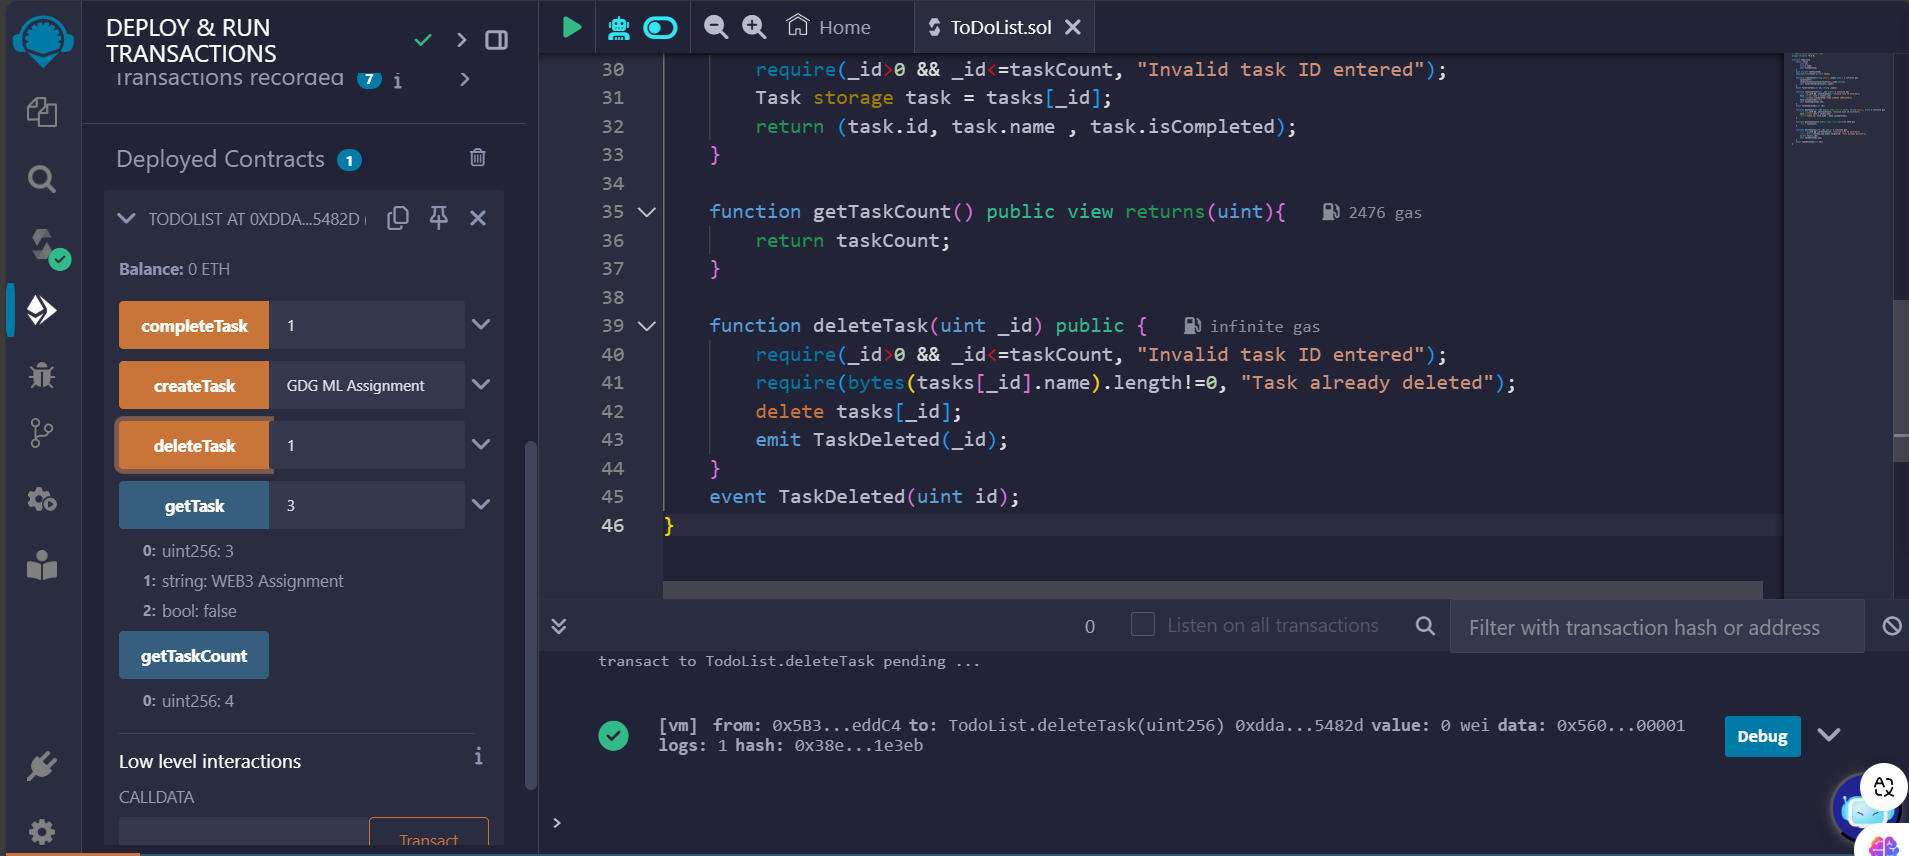 DEPLOY & RUN
TRANSACTIONS
Transactions recorded 7 i
Deployed Contracts 1
TODOLIST AT 0XDDA...5482D (
Balance: 0 ETH
completeTask 1
createTask GDG ML Assignment
deleteTask 1
getTask 3
0: uint256: 3
1: string: WEB3 Assignment
2: bool: false
getTaskCount
0: uint256: 4
Low level interactions i
CALLDATA
Transact
Home
ToDoList.sol
30 require(_id>0 && _id<=taskCount, "Invalid task ID entered");
31 Task storage task = tasks[_id];
32 return (task.id, task.name , task.isCompleted);
33 }
34
35 function getTaskCount() public view returns(uint){ 2476 gas
36 return taskCount;
37 }
38
39 function deleteTask(uint _id) public { infinite gas
40 require(_id>0 && _id<=taskCount, "Invalid task ID entered");
41 require(bytes(tasks[_id].name).length!=0, "Task already deleted");
42 delete tasks[_id];
43 emit TaskDeleted(_id);
44 }
45 event TaskDeleted(uint id);
46 }
0 Listen on all transactions Filter with transaction hash or address
transact to TodoList.deleteTask pending ...
[vm] from: 0x5B3...eddC4 to: TodoList.deleteTask(uint256) 0xdda...5482d value: 0 wei data: 0x560...00001
logs: 1 hash: 0x38e...1e3eb
Debug
>